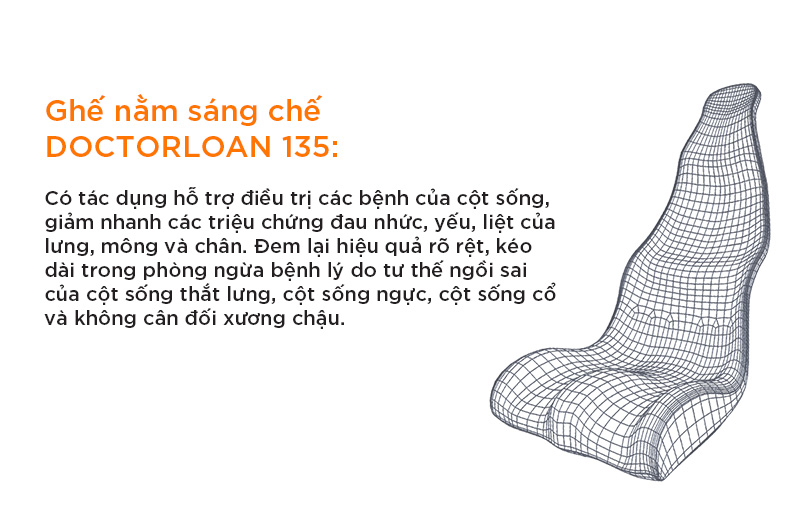 Ghế nằm sáng chế
DOCTORLOAN 135:
Có tác dụng hỗ trợ điều trị các bệnh của cột sống,
giảm nhanh các triệu chứng đau nhức, yếu, liệt của
lưng, mông và chân. Đem lại hiệu quả rõ rệt, kéo
dài trong phòng ngừa bệnh lý do tư thế ngồi sai
của cột sống thắt lưng, cột sống ngực, cột sống cổ
và không cân đối xương chậu.